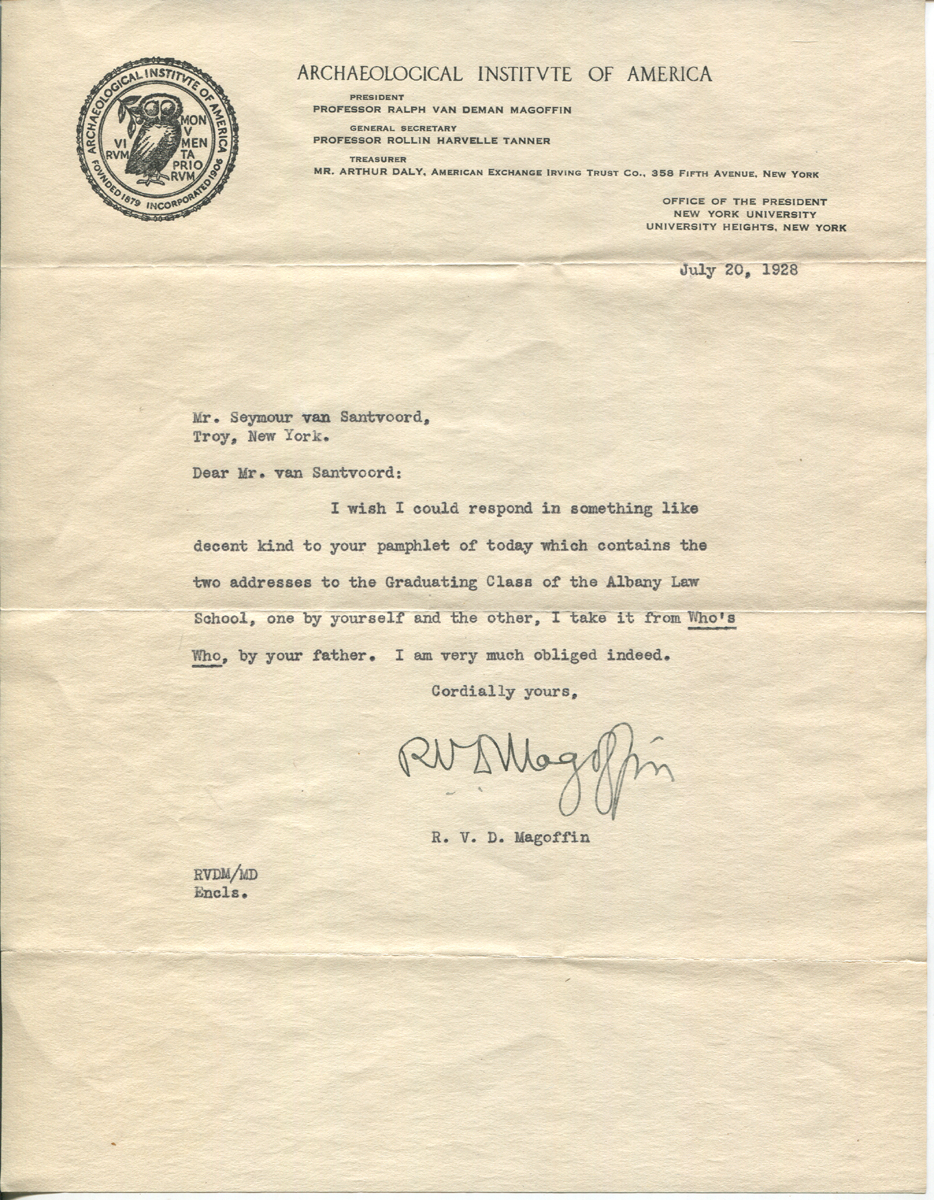 ARCHAEOLOGICAL INSTITVTE OF AMERICA
FOVNDED 1879 INCORPORATED 1906
VI
RVM
MON
V
MEN
TA
PRIO
RVM
ARCHAEOLOGICAL INSTITVTE OF AMERICA
PRESIDENT
PROFESSOR RALPH VAN DEMAN MAGOFFIN
GENERAL SECRETARY
PROFESSOR ROLLIN HARVELLE TANNER
TREASURER
MR. ARTHUR DALY, AMERICAN EXCHANGE IRVING TRUST CO., 358 FIFTH AVENUE, NEW YORK
OFFICE OF THE PRESIDENT
NEW YORK UNIVERSITY
UNIVERSITY HEIGHTS, NEW YORK
July 20, 1928
Mr. Seymour van Santvoord,
Troy, New York.
Dear Mr. van Santvoord:
I wish I could respond in something like
decent kind to your pamphlet of today which contains the
two addresses to the Graduating Class of the Albany Law
School, one by yourself and the other, I take it from Who's
Who, by your father. I am very much obliged indeed.
Cordially yours,
RVDMagoffin
R. V. D. Magoffin
RVDM/MD
Encls.